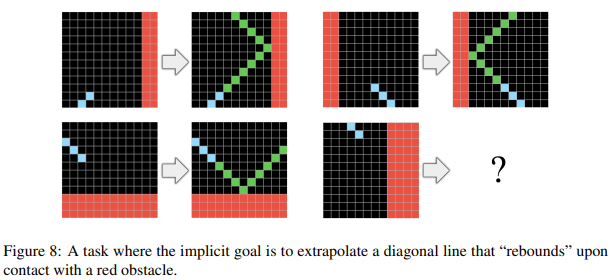 ?
Figure 8: A task where the implicit goal is to extrapolate a diagonal line that “rebounds” upon
contact with a red obstacle.